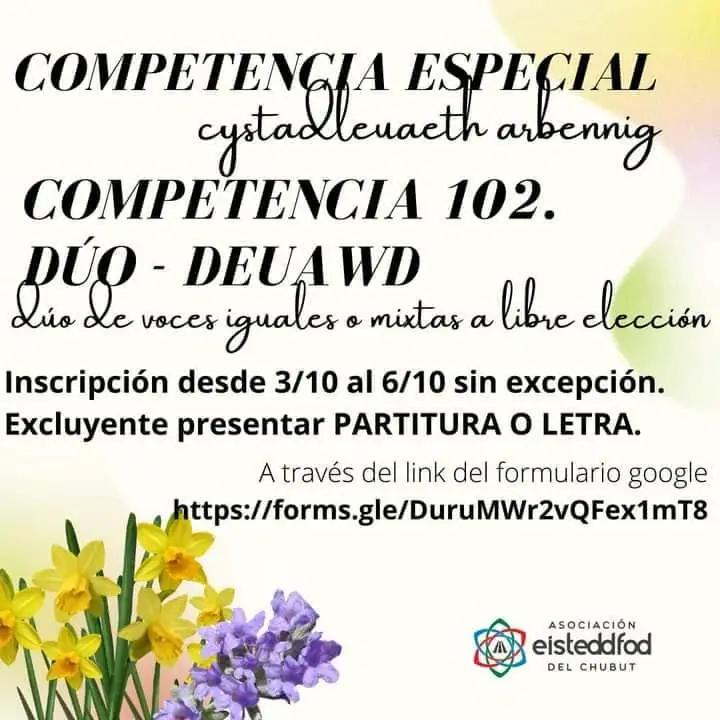 COMPETENCIA ESPECIAL
cystadleuaeth arbennig
COMPETENCIA 102.
DÚO - DEUAWD
dúo de voces iguales o mixtas a libre elección
Inscripción desde 3/10 al 6/10 sin excepción.
Excluyente presentar PARTITURA O LETRA.
A través del link del formulario google
https://forms.gle/DuruMWr2vQFex1mT8
ASOCIACIÓN
eisteddfod
DEL CHUBUT